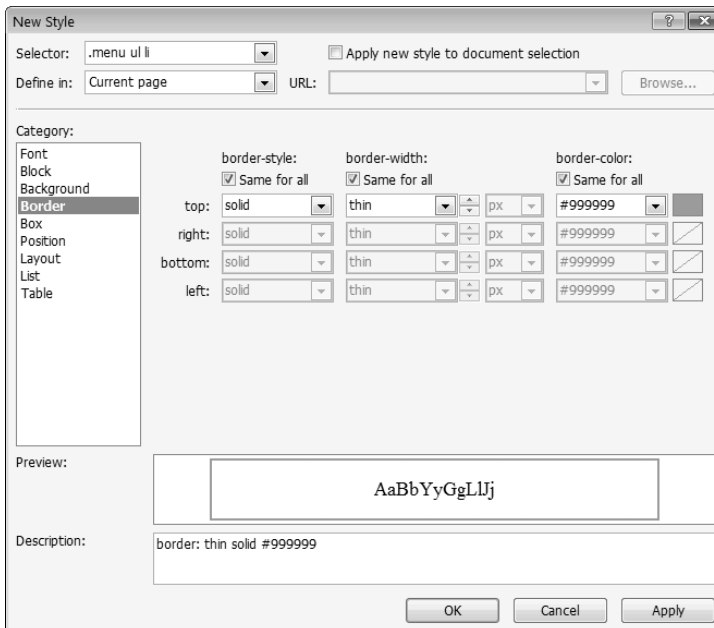 New Style
Selector: .menu ul li Apply new style to document selection
Define in: Current page URL: Browse...
Category:
Font
Block
Background
Border
Box
Position
Layout
List
Table
border-style: border-width: border-color:
Same for all Same for all Same for all
top: solid thin px #999999
right: solid thin px #999999
bottom: solid thin px #999999
left: solid thin px #999999
Preview:
AaBbYyGgLlJj
Description:
border: thin solid #999999
OK Cancel Apply